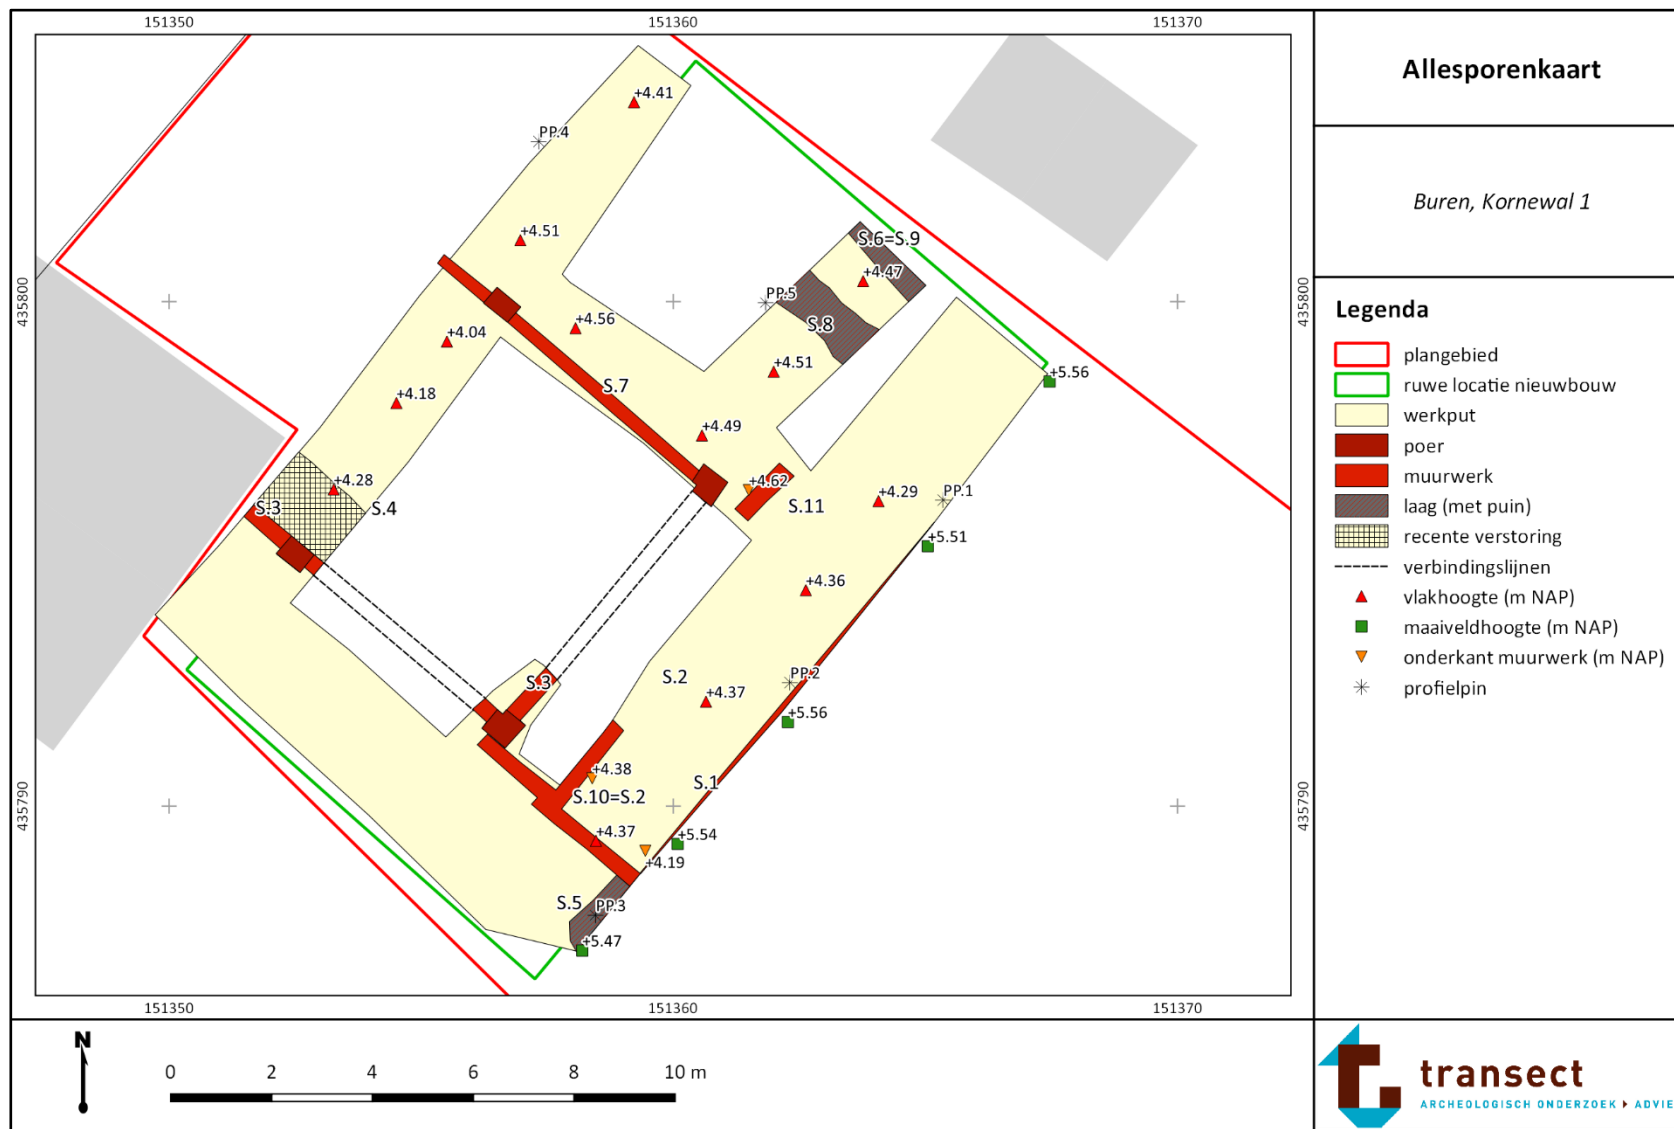 151350
151360
151370
+4.41
PP.4
+4.51
S.6=S.9
+4.47
435800
435800
PP.5
+4.56
S.8
+4.04
+4.51
+5.56
+4.18
S.7
+4.49
+4.28
+4.62
S.3
S.4
S.11
+4.29
PP.1
+5.51
+4.36
S.3
S.2
PP.2
+4.37
+5.56
+4.38
S.1
S.10=S.2
435790
435790
+4.37
+5.54
+4.19
S.5
PP.3
+5.47
151350
151360
151370
N
0
2
4
6
8
10 m
Allesporenkaart
Buren, Kornewal 1
Legenda
plangebied
ruwe locatie nieuwbouw
werkput
poer
muurwerk
laag (met puin)
recente verstoring
verbindingslijnen
vlakhoogte (m NAP)
maaiveldhoogte (m NAP)
onderkant muurwerk (m NAP)
profielpin
transect
ARCHEOLOGISCH ONDERZOEK ▸ ADVIE